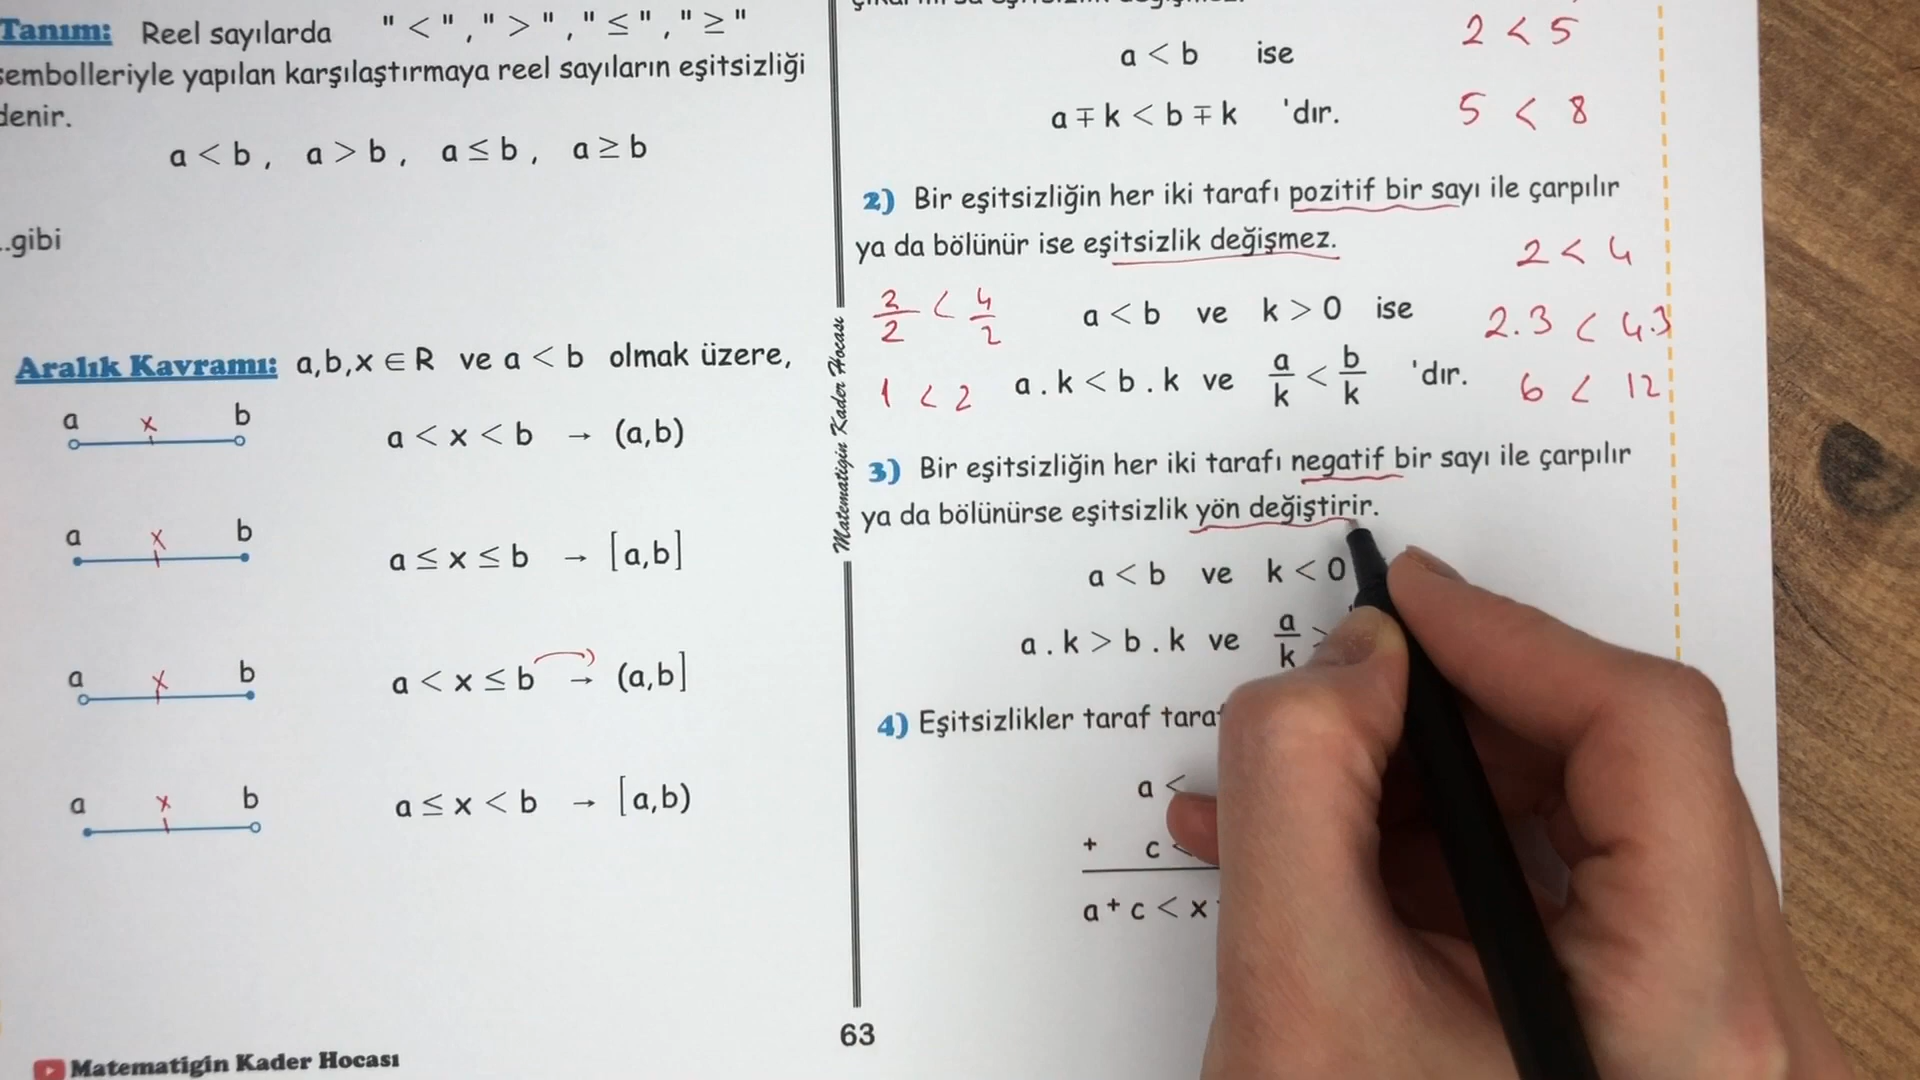 Tanım: Reel sayılarda " < " , " > " , " ≤ " , " ≥ "
sembolleriyle yapılan karşılaştırmaya reel sayıların eşitsizliği
denir.
a < b , a > b , a ≤ b , a ≥ b
..gibi
Aralık Kavramı: a,b,x ∈ R ve a < b olmak üzere,
a x b a < x < b → (a,b)
a x b a ≤ x ≤ b → [a,b]
a x b a < x ≤ b → (a,b]
a x b a ≤ x < b → [a,b)
Matematiğin Kader Hocası
a < b ise 2 < 5
a ∓ k < b ∓ k 'dır. 5 < 8
2) Bir eşitsizliğin her iki tarafı pozitif bir sayı ile çarpılır
ya da bölünür ise eşitsizlik değişmez.
2 < 4
2/2 < 4/2 a < b ve k > 0 ise 2.3 < 4.3
1 < 2 a . k < b . k ve a/k < b/k 'dır. 6 < 12
3) Bir eşitsizliğin her iki tarafı negatif bir sayı ile çarpılır
ya da bölünürse eşitsizlik yön değiştirir.
a < b ve k < 0
a . k > b . k ve a/k >
4) Eşitsizlikler taraf
a <
+ c <
a + c < x
63
Matematigin Kader Hocası